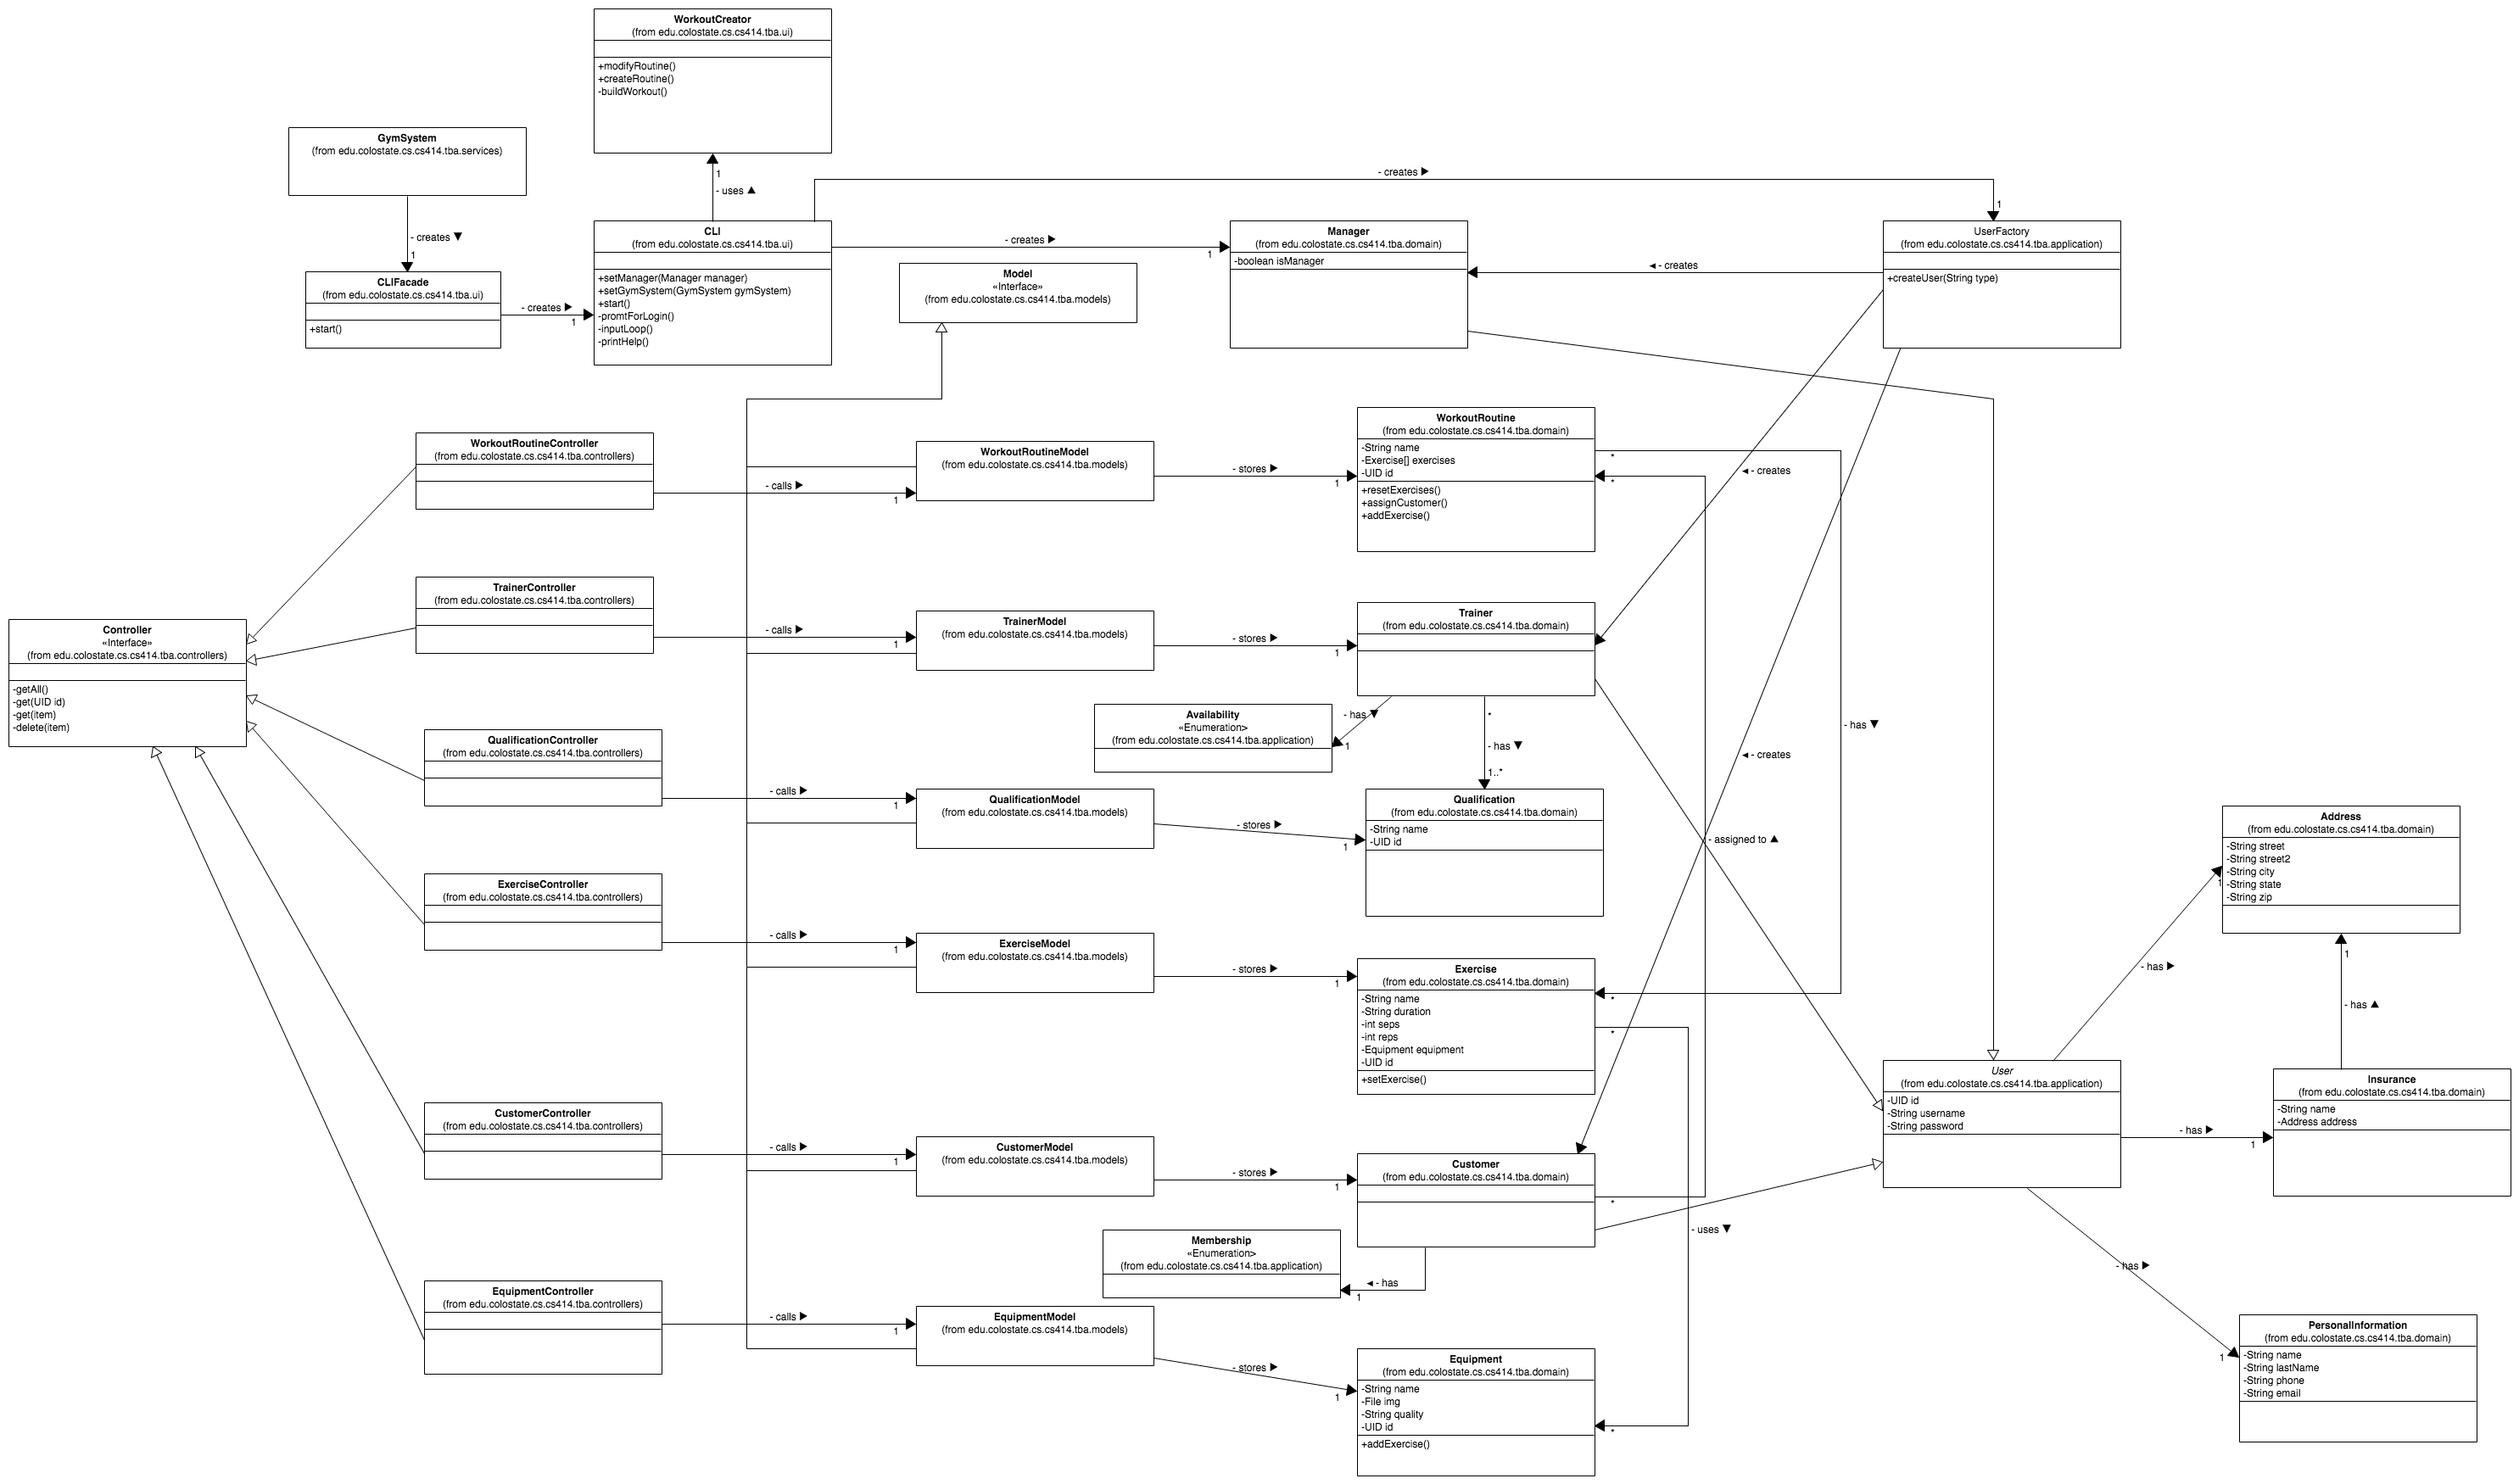 WorkoutCreator
(from edu.colostate.cs.cs414.tba.ui)
+modifyRoutine()
+createRoutine()
-buildWorkout()
GymSystem
(from edu.colostate.cs.cs414.tba.services)
- creates ▼
1
1
- uses ▲
- creates ▶
1
CLIFacade
(from edu.colostate.cs.cs414.tba.ui)
+start()
- creates ▶
1
CLI
(from edu.colostate.cs.cs414.tba.ui)
+setManager(Manager manager)
+setGymSystem(GymSystem gymSystem)
+start()
-promtForLogin()
-inputLoop()
-printHelp()
- creates ▶
1
Model
«Interface»
(from edu.colostate.cs.cs414.tba.models)
Manager
(from edu.colostate.cs.cs414.tba.domain)
-boolean isManager
◄ - creates
UserFactory
(from edu.colostate.cs.cs414.tba.application)
+createUser(String type)
WorkoutRoutineController
(from edu.colostate.cs.cs414.tba.controllers)
- calls ▶
1
WorkoutRoutineModel
(from edu.colostate.cs.cs414.tba.models)
- stores ▶
1
WorkoutRoutine
(from edu.colostate.cs.cs414.tba.domain)
-String name
-Exercise[] exercises
-UID id
+resetExercises()
+assignCustomer()
+addExercise()
*
*
◄ - creates
TrainerController
(from edu.colostate.cs.cs414.tba.controllers)
- calls ▶
1
TrainerModel
(from edu.colostate.cs.cs414.tba.models)
- stores ▶
1
Trainer
(from edu.colostate.cs.cs414.tba.domain)
Controller
«Interface»
(from edu.colostate.cs.cs414.tba.controllers)
-getAll()
-get(UID id)
-get(item)
-delete(item)
Availability
«Enumeration>
(from edu.colostate.cs.cs414.tba.application)
- has ▼
1
*
- has ▼
1..*
- has ▼
◄ - creates
QualificationController
(from edu.colostate.cs.cs414.tba.controllers)
- calls ▶
1
QualificationModel
(from edu.colostate.cs.cs414.tba.models)
- stores ▶
1
Qualification
(from edu.colostate.cs.cs414.tba.domain)
-String name
-UID id
- assigned to ▲
Address
(from edu.colostate.cs.cs414.tba.domain)
-String street
-String street2
-String city
-String state
-String zip
1
- has ▶
1
- has ▲
ExerciseController
(from edu.colostate.cs.cs414.tba.controllers)
- calls ▶
1
ExerciseModel
(from edu.colostate.cs.cs414.tba.models)
- stores ▶
1
Exercise
(from edu.colostate.cs.cs414.tba.domain)
-String name
-String duration
-int seps
-int reps
-Equipment equipment
-UID id
+setExercise()
*
*
User
(from edu.colostate.cs.cs414.tba.application)
-UID id
-String username
-String password
- has ▶
1
Insurance
(from edu.colostate.cs.cs414.tba.domain)
-String name
-Address address
CustomerController
(from edu.colostate.cs.cs414.tba.controllers)
- calls ▶
1
CustomerModel
(from edu.colostate.cs.cs414.tba.models)
- stores ▶
1
Customer
(from edu.colostate.cs.cs414.tba.domain)
*
- uses ▼
Membership
«Enumeration>
(from edu.colostate.cs.cs414.tba.application)
◄ - has
1
- has ▶
1
EquipmentController
(from edu.colostate.cs.cs414.tba.controllers)
- calls ▶
1
EquipmentModel
(from edu.colostate.cs.cs414.tba.models)
- stores ▶
1
Equipment
(from edu.colostate.cs.cs414.tba.domain)
-String name
-File img
-String quality
-UID id
+addExercise()
*
PersonalInformation
(from edu.colostate.cs.cs414.tba.domain)
-String name
-String lastName
-String phone
-String email